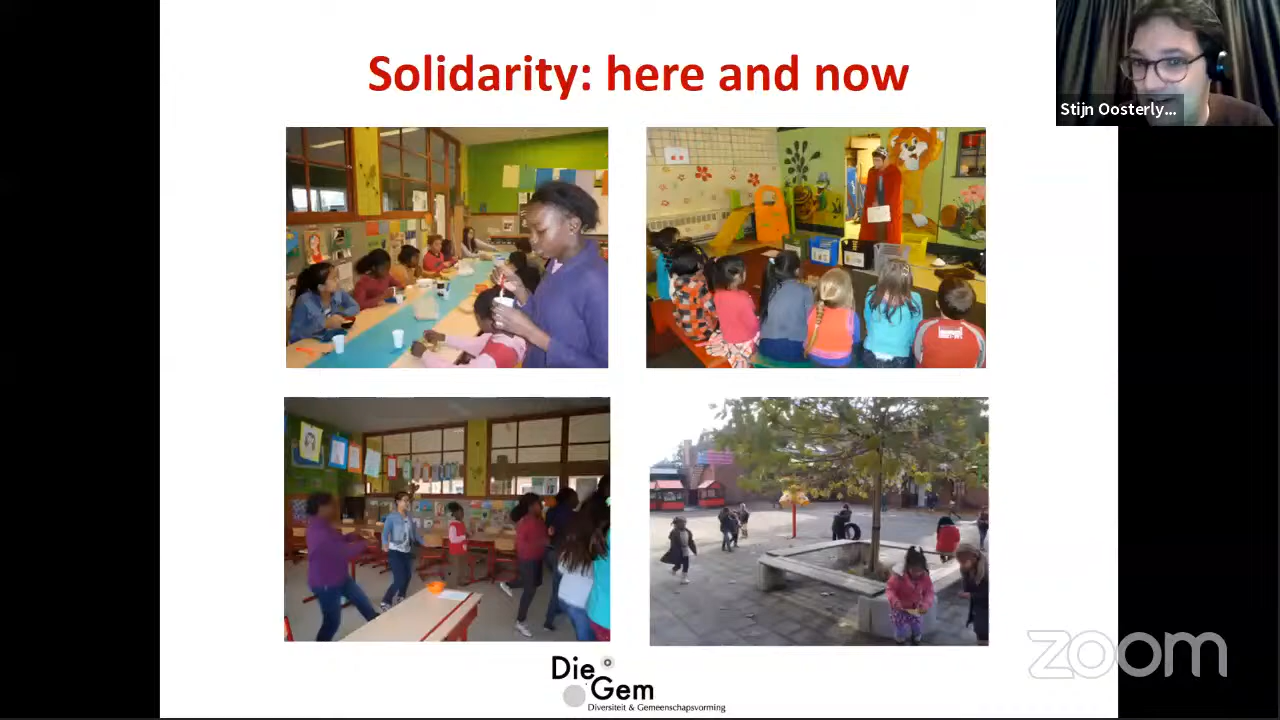 Solidarity: here and now
Stijn Oosterly...
Die
Gem
Diversiteit & Gemeenschapsvorming
zoom